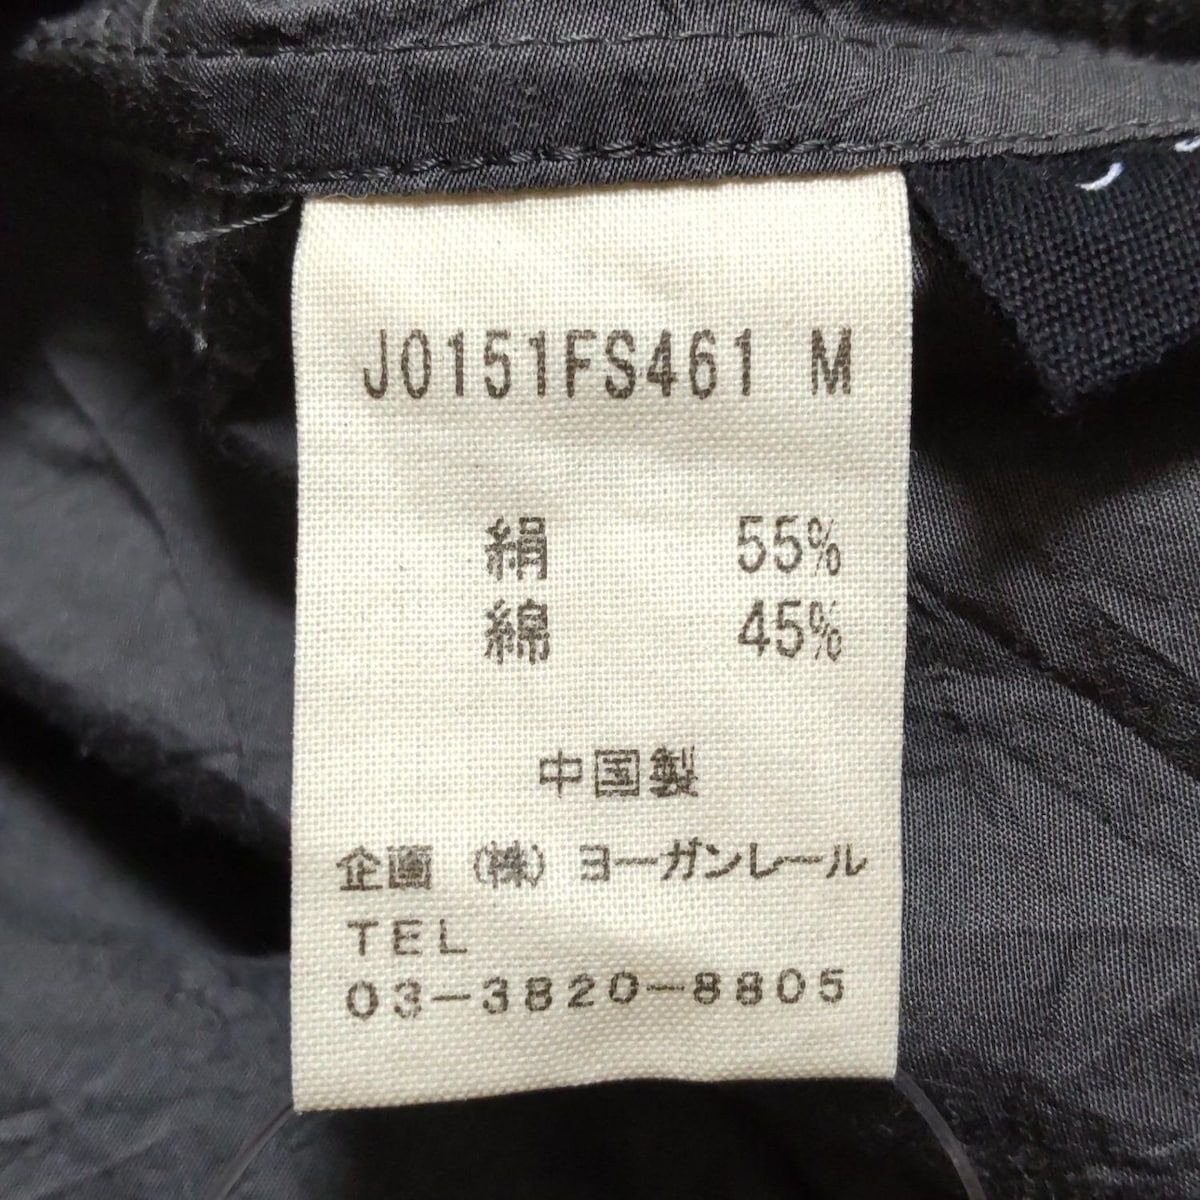 J0151FS461 M
絹 55%
綿 45%
中国製
企画 (株) ヨーガンレール
TEL
03-3820-8805